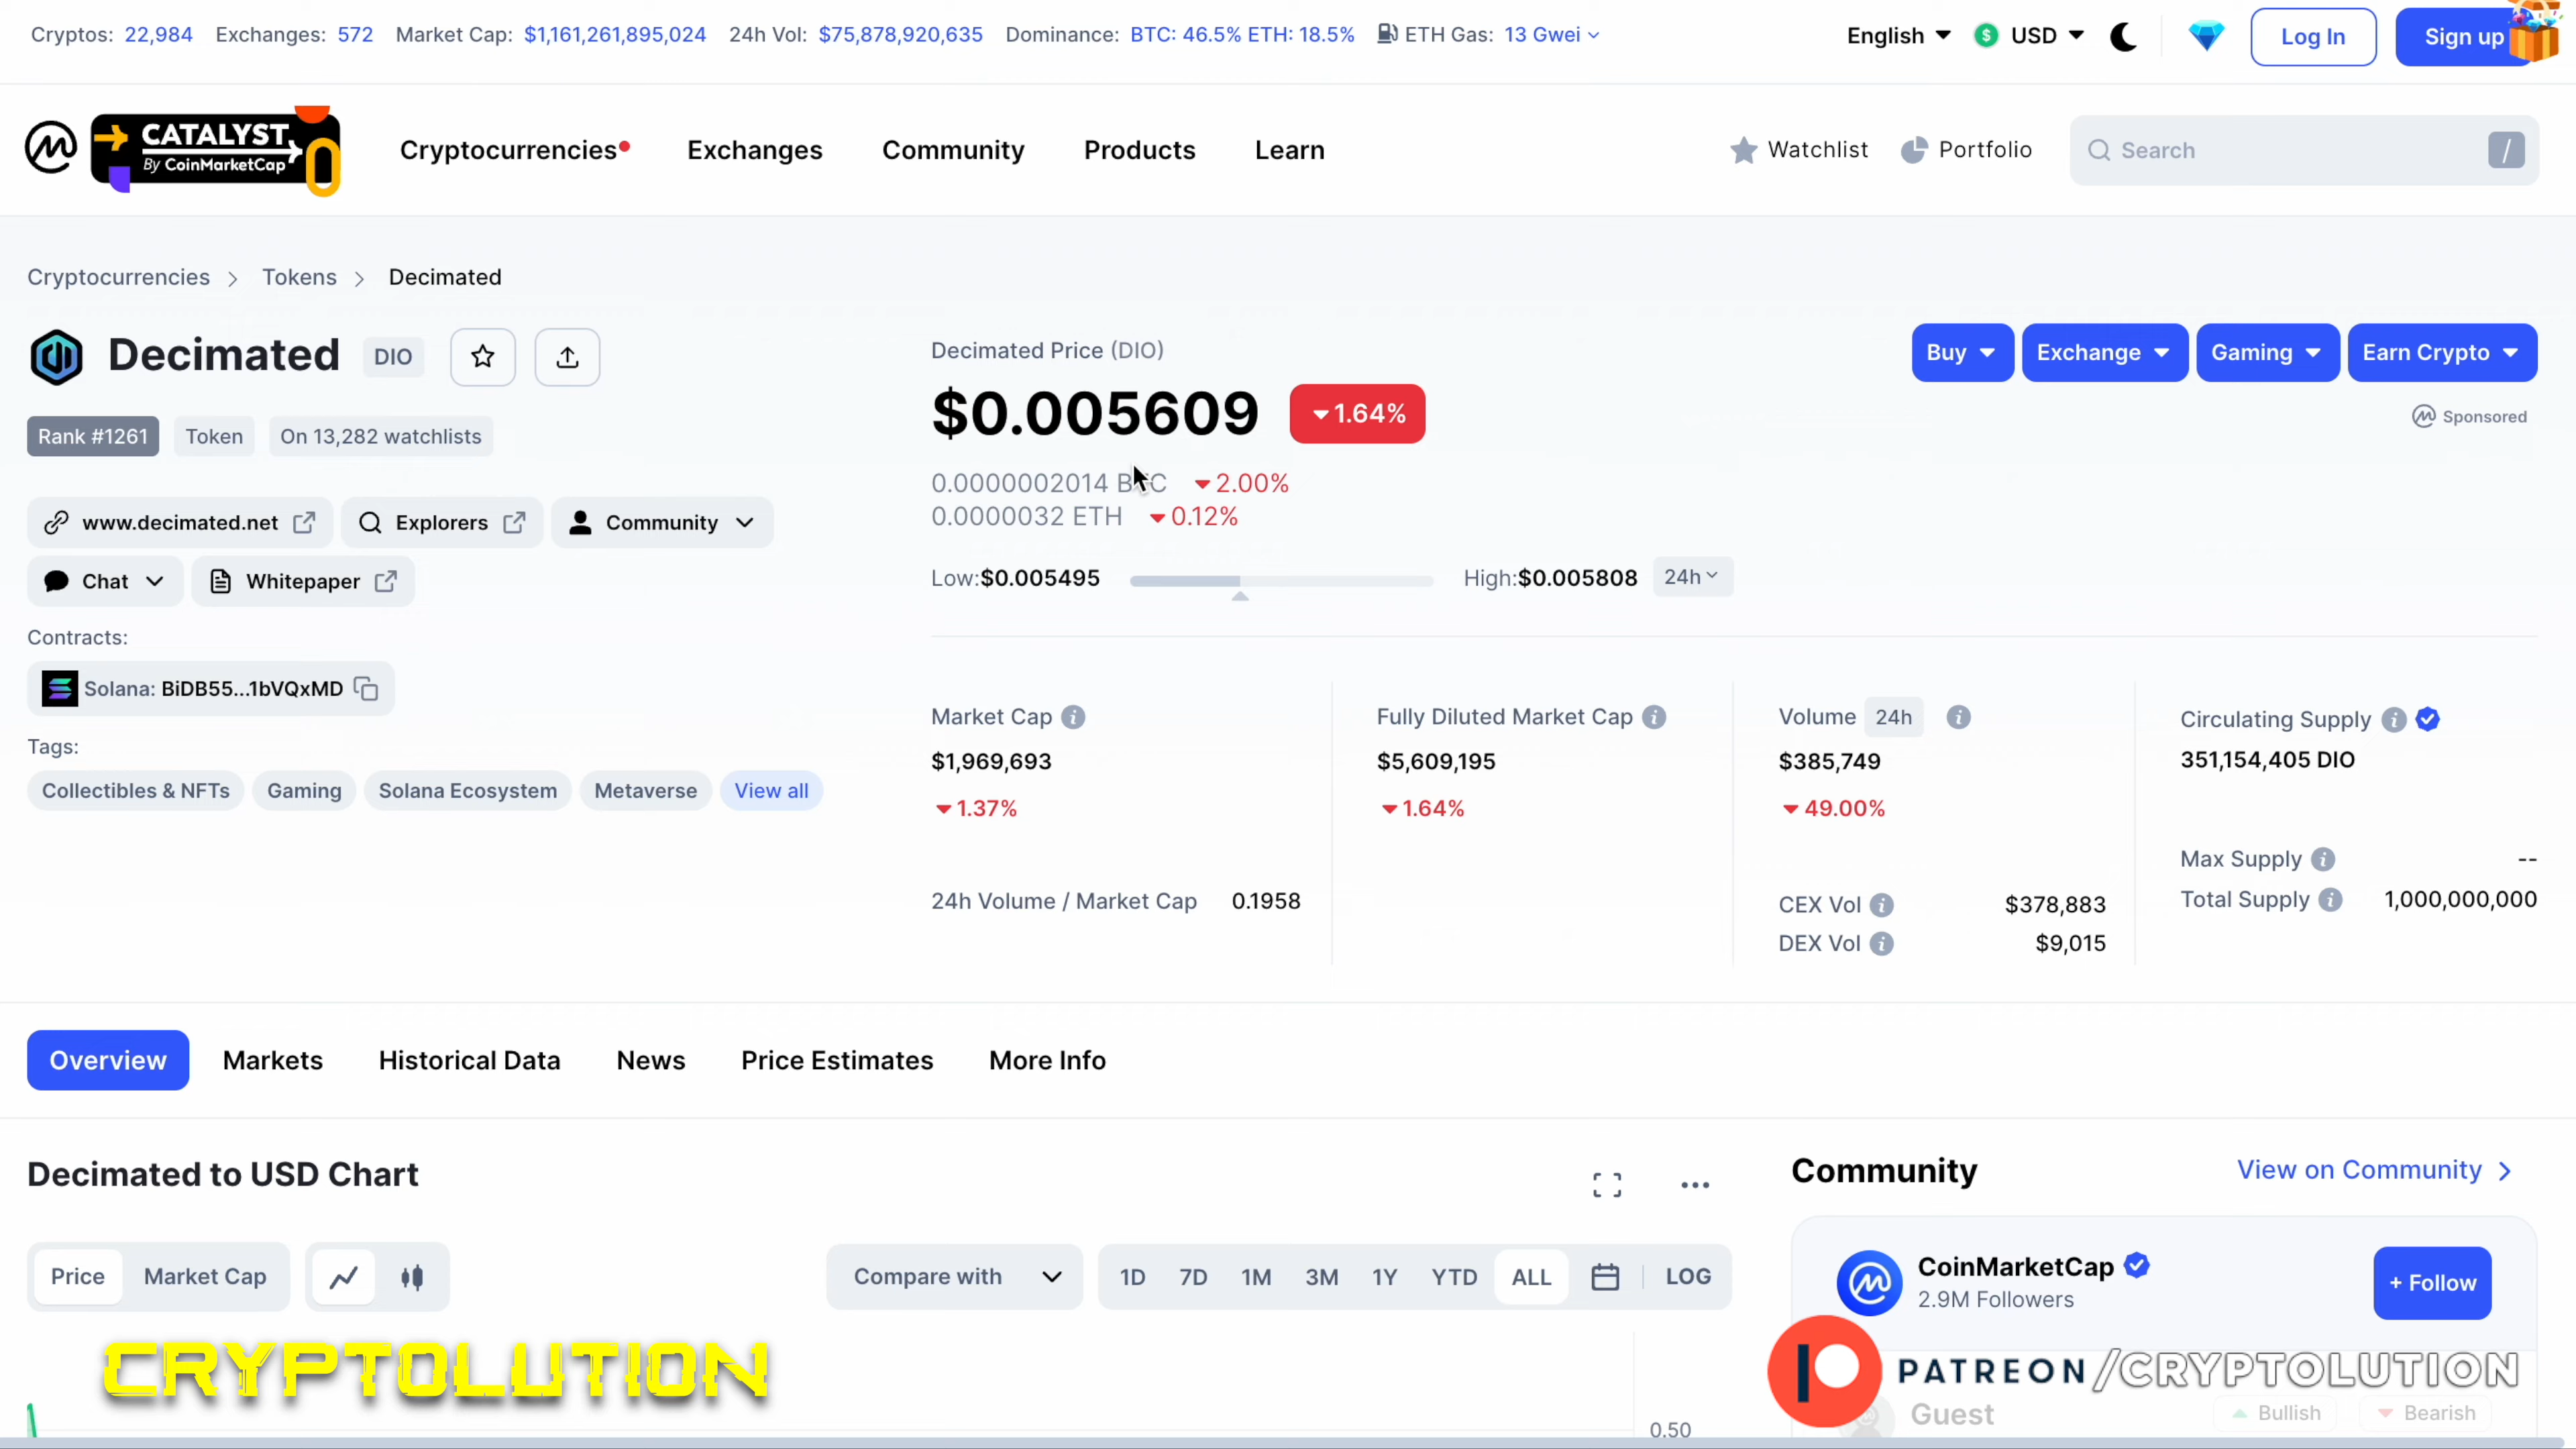 Cryptos: 22,984 Exchanges: 572 Market Cap: $1,161,261,895,024 24h Vol: $75,878,920,635 Dominance: BTC: 46.5% ETH: 18.5% ETH Gas: 13 Gwei English USD Log In Sign up
CATALYST
By CoinMarketCap
Cryptocurrencies Exchanges Community Products Learn Watchlist Portfolio Search /
Cryptocurrencies > Tokens > Decimated
Decimated DIO
Rank #1261 Token On 13,282 watchlists
www.decimated.net Explorers Community
Chat Whitepaper
Contracts:
Solana: BiDB55...1bVQxMD
Tags:
Collectibles & NFTs Gaming Solana Ecosystem Metaverse View all
Decimated Price (DIO)
$0.005609 1.64%
0.0000002014 2.00%
0.0000032 ETH 0.12%
Low:$0.005495 High:$0.005808 24h
Buy Exchange Gaming Earn Crypto
Sponsored
Market Cap
$1,969,693
1.37%
24h Volume / Market Cap 0.1958
Fully Diluted Market Cap
$5,609,195
1.64%
Volume 24h
$385,749
49.00%
CEX Vol $378,883
DEX Vol $9,015
Circulating Supply
351,154,405 DIO
Max Supply --
Total Supply 1,000,000,000
Overview Markets Historical Data News Price Estimates More Info
Decimated to USD Chart
Price Market Cap Compare with 1D 7D 1M 3M 1Y YTD ALL LOG
0.50
Community View on Community >
CoinMarketCap
2.9M Followers
+ Follow
CRYPTOLUTION
PATREON/CRYPTOLUTION
Guest Bullish Bearish